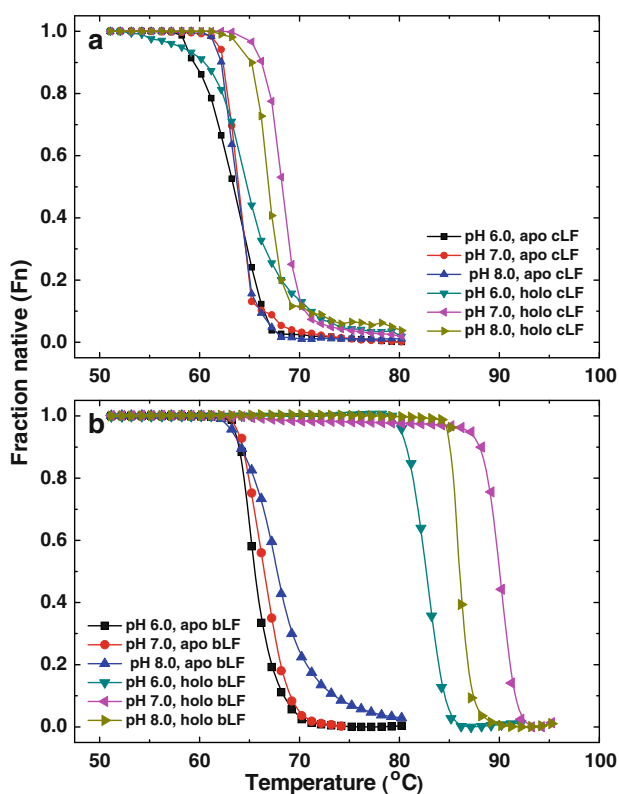 Fraction native (Fn)
a
1.0
0.8
0.6
0.4
0.2
0.0
pH 6.0, apo cLF
pH 7.0, apo cLF
pH 8.0, apo cLF
pH 6.0, holo cLF
pH 7.0, holo cLF
pH 8.0, holo cLF
50 60 70 80 90 100
b
1.0
0.8
0.6
0.4
0.2
0.0
pH 6.0, apo bLF
pH 7.0, apo bLF
pH 8.0, apo bLF
pH 6.0, holo bLF
pH 7.0, holo bLF
pH 8.0, holo bLF
50 60 70 80 90 100
Temperature (°C)